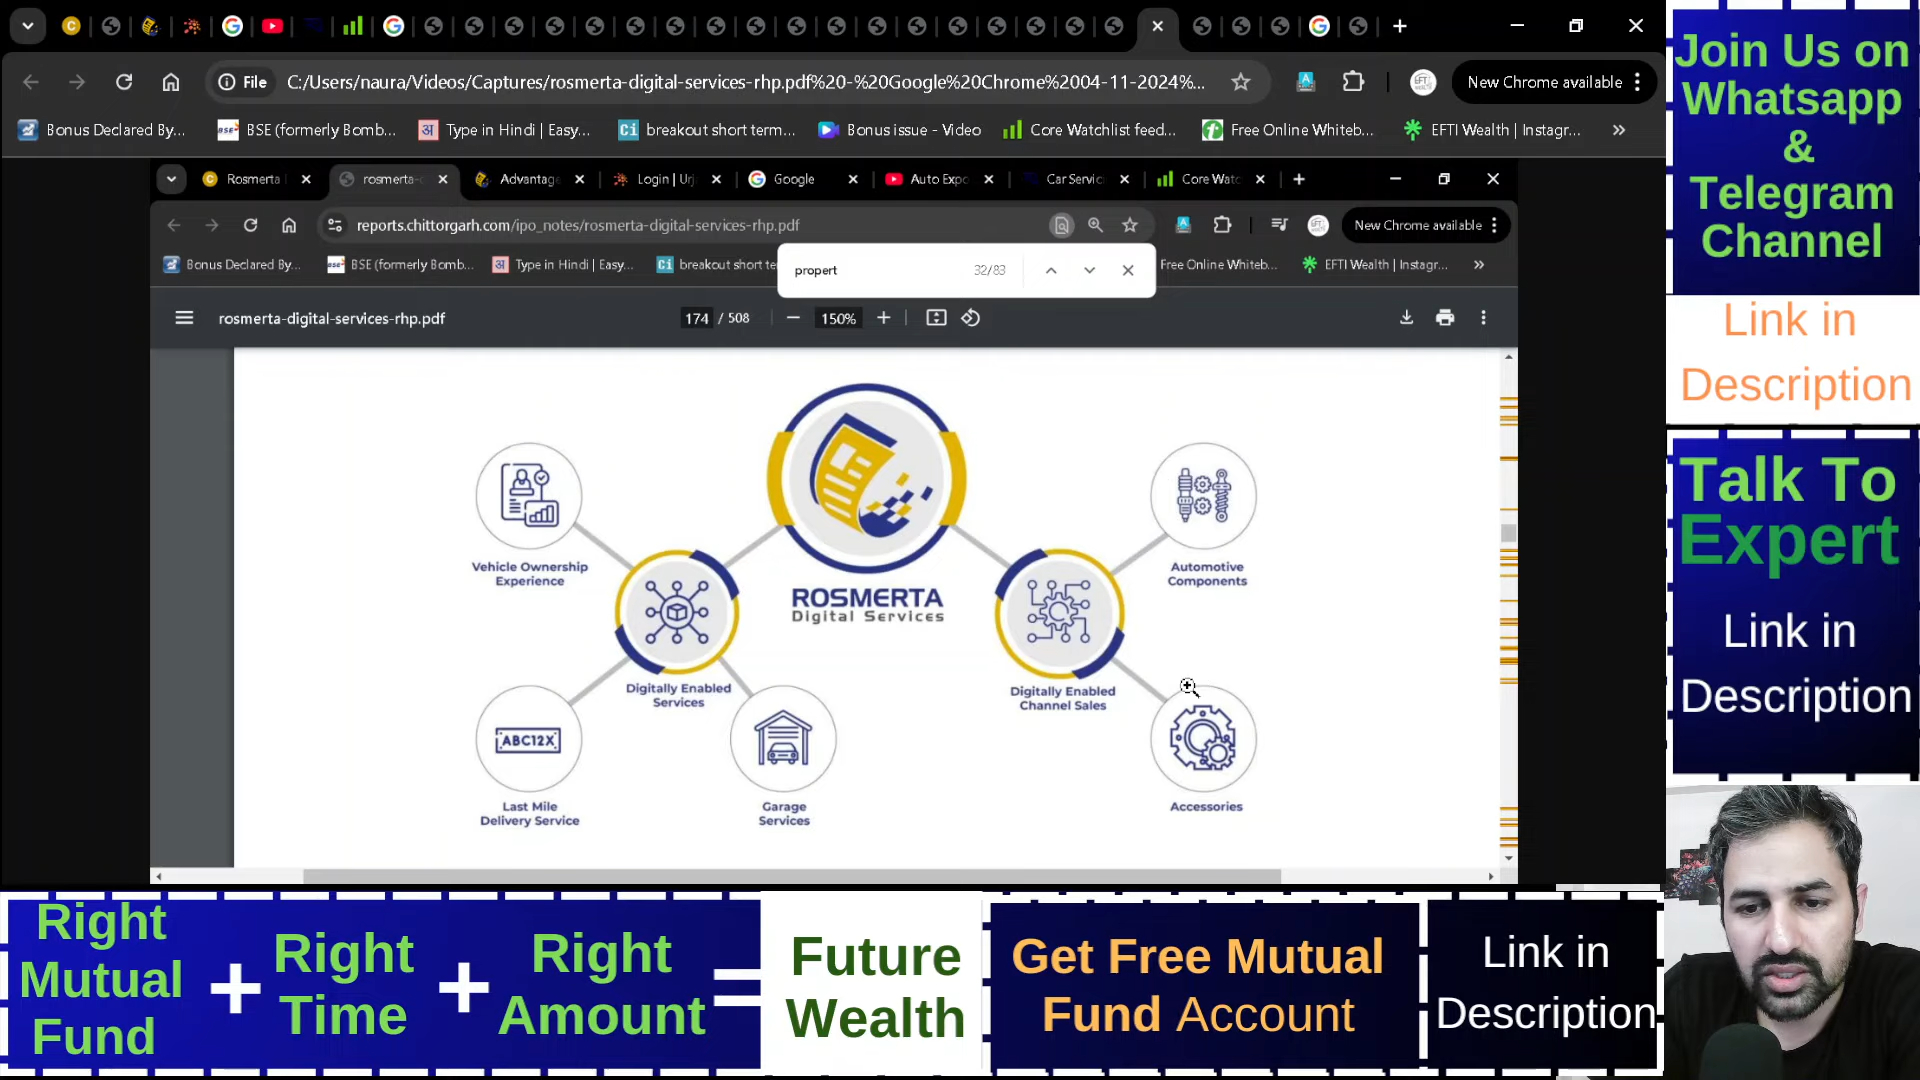 File
C:/Users/naura/Videos/Captures/rosmerta-digital-services-rhp.pdf%20-%20Google%20Chrome%2004-11-2024%...
New Chrome available
Bonus Declared By...
BSE (formerly Bomb...
Type in Hindi | Easy...
breakout short term...
Bonus issue - Video
Core Watchlist feed...
Free Online Whiteb...
EFTI Wealth | Instagr...
Rosmerta
rosmerta-
Advantage
Login | Urj
Google
Auto Expo
Car Servic
Core Watc
reports.chittorgarh.com/ipo_notes/rosmerta-digital-services-rhp.pdf
New Chrome available
Bonus Declared By...
BSE (formerly Bomb...
Type in Hindi | Easy...
breakout short te
Free Online Whiteb...
EFTI Wealth | Instagr...
propert
32/83
rosmerta-digital-services-rhp.pdf
174 / 508
150%
Vehicle Ownership
Experience
ROSMERTA
Digital Services
Automotive
Components
Digitally Enabled
Services
Digitally Enabled
Channel Sales
ABC12X
Last Mile
Delivery Service
Garage
Services
Accessories
Join Us on
Whatsapp
&
Telegram
Channel
Link in
Description
Talk To
Expert
Link in
Description
Right
Mutual
Fund
+
Right
Time
+
Right
Amount
=
Future
Wealth
Get Free Mutual
Fund Account
Link in
Description